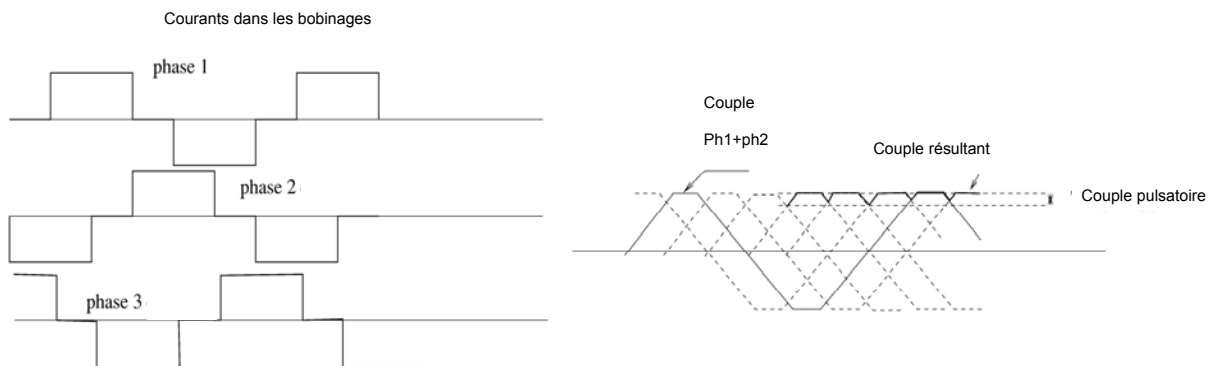 Courants dans les bobinages
phase 1
phase 2
phase 3
Couple
Ph1+ph2
Couple résultant
Couple pulsatoire